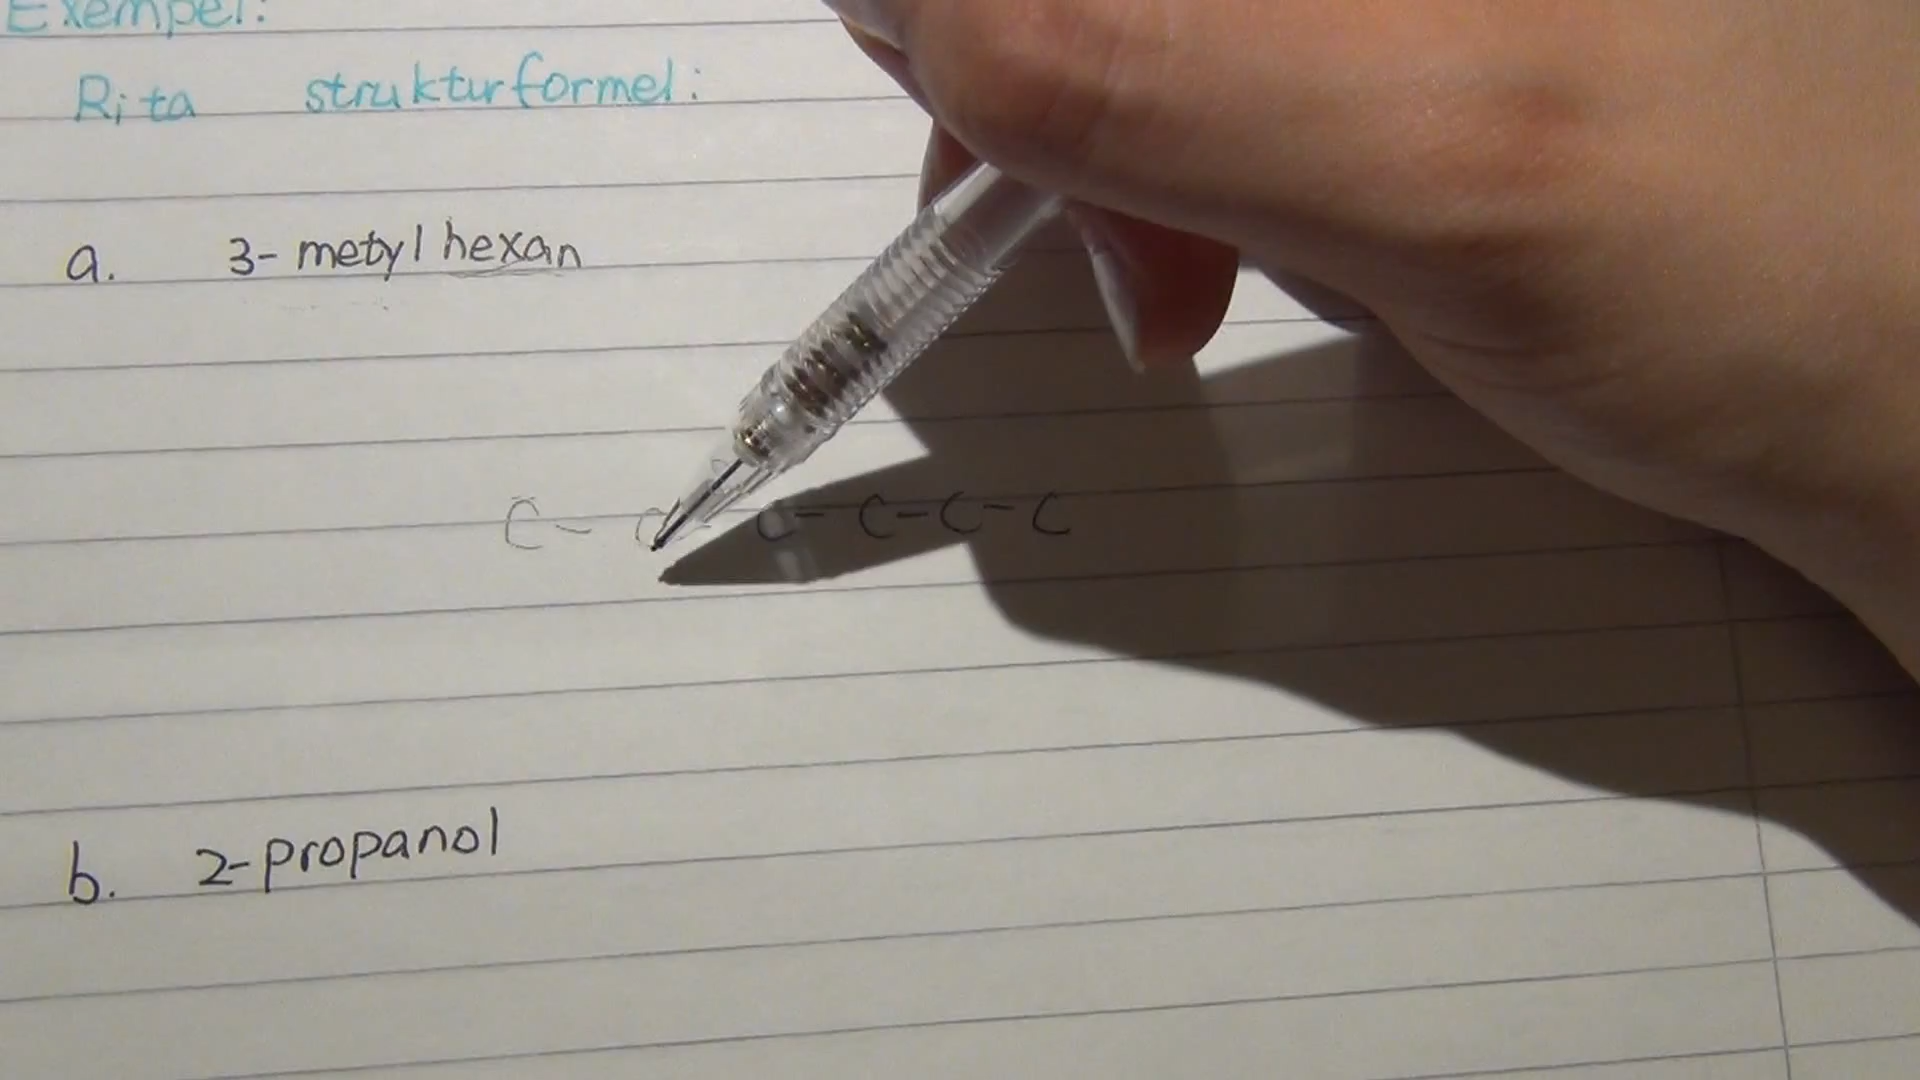 Exempel:
Rita strukturformel:
a. 3-metylhexan
C - C - C - C - C - C
b. 2-propanol